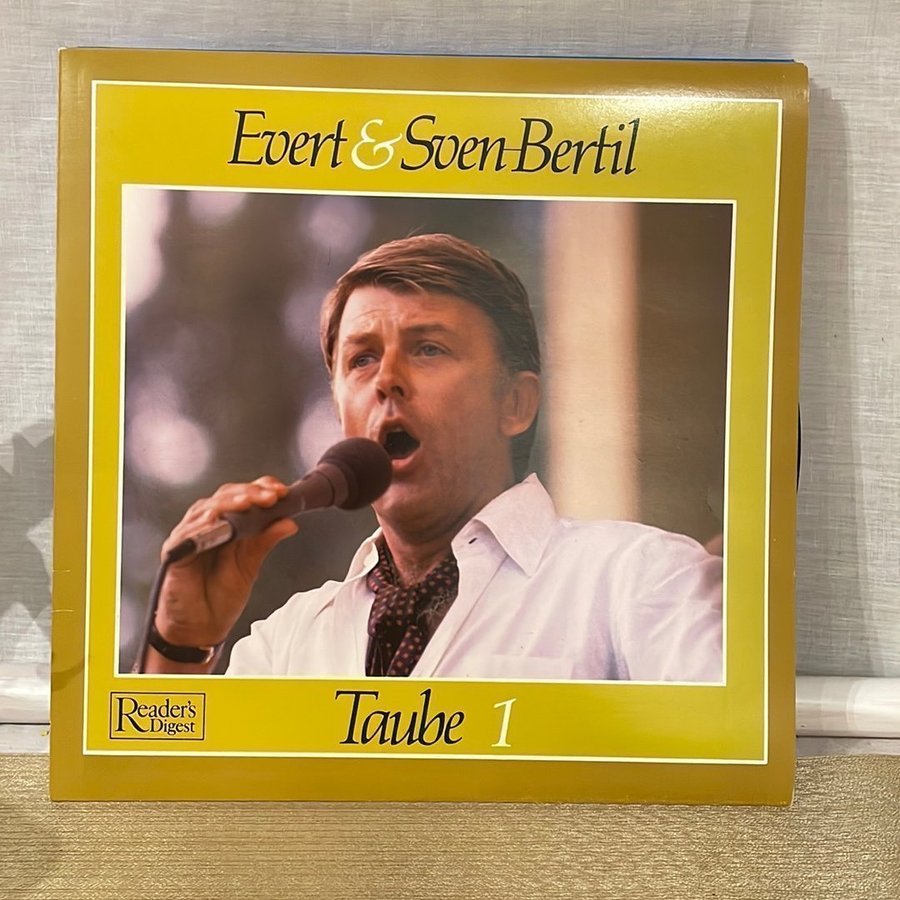 Evert & Sven-Bertil
Reader's
Digest
Taube 1